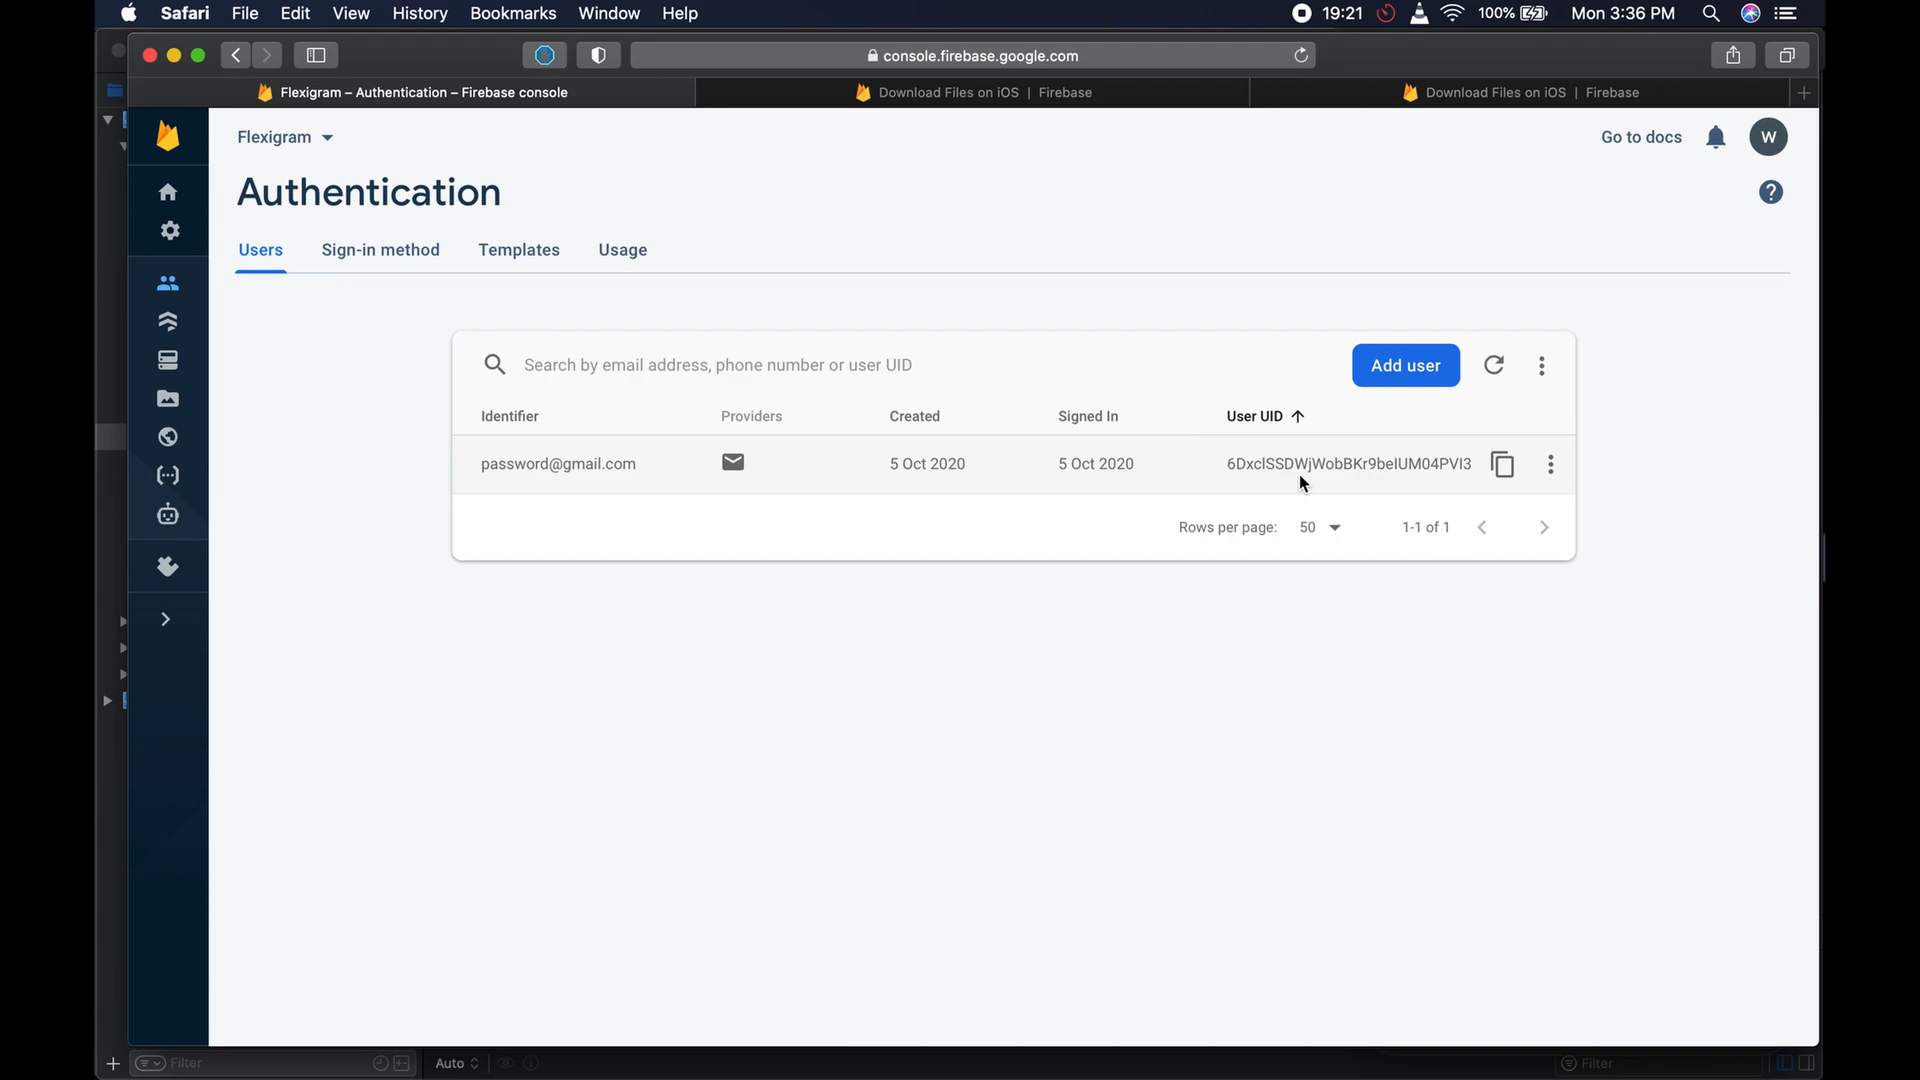 Safari File Edit View History Bookmarks Window Help 19:21 100% Mon 3:36 PM
console.firebase.google.com
Flexigram – Authentication – Firebase console Download Files on iOS | Firebase Download Files on iOS | Firebase
Flexigram Go to docs W
Authentication
Users Sign-in method Templates Usage
Search by email address, phone number or user UID Add user
Identifier Providers Created Signed In User UID
password@gmail.com 5 Oct 2020 5 Oct 2020 6DxclSSDWjWobBKr9belUM04PVI3
Rows per page: 50 1-1 of 1
Filter Auto Filter